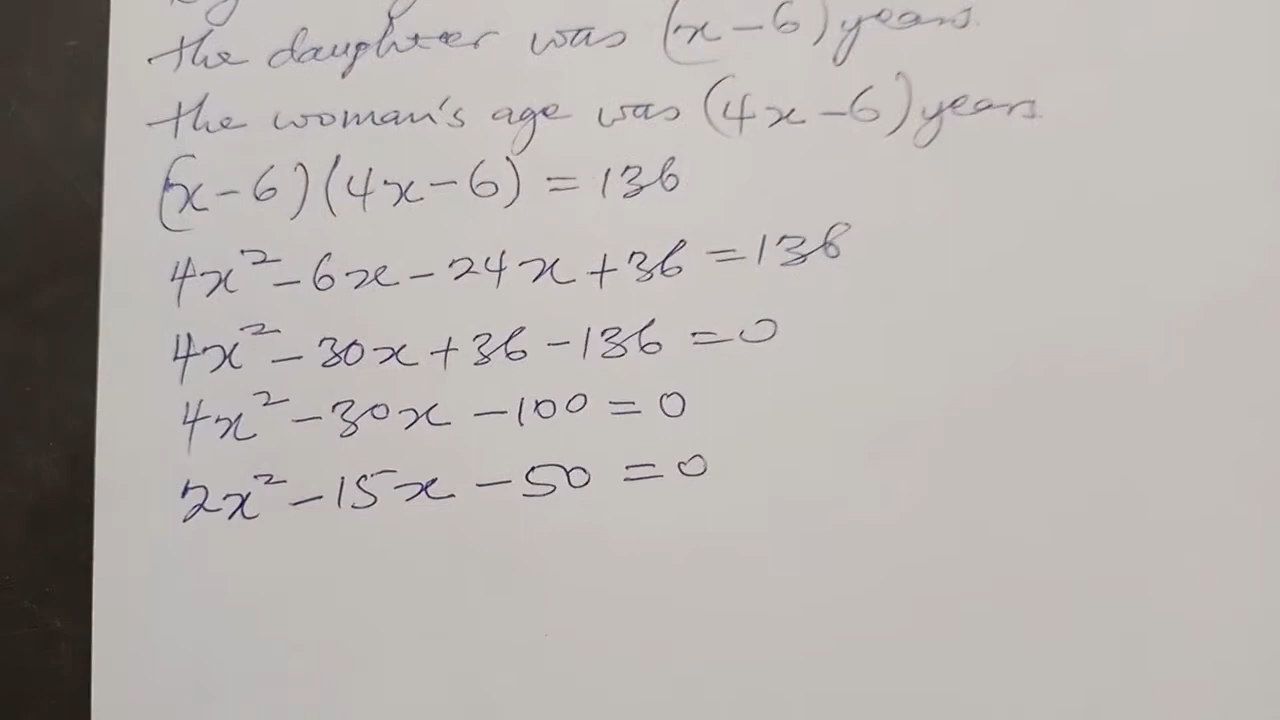 the daughter was (x-6) years.
the woman's age was (4x-6) years.
(x-6)(4x-6) = 136
4x² - 6x - 24x + 36 = 136
4x² - 30x + 36 - 136 = 0
4x² - 30x - 100 = 0
2x² - 15x - 50 = 0